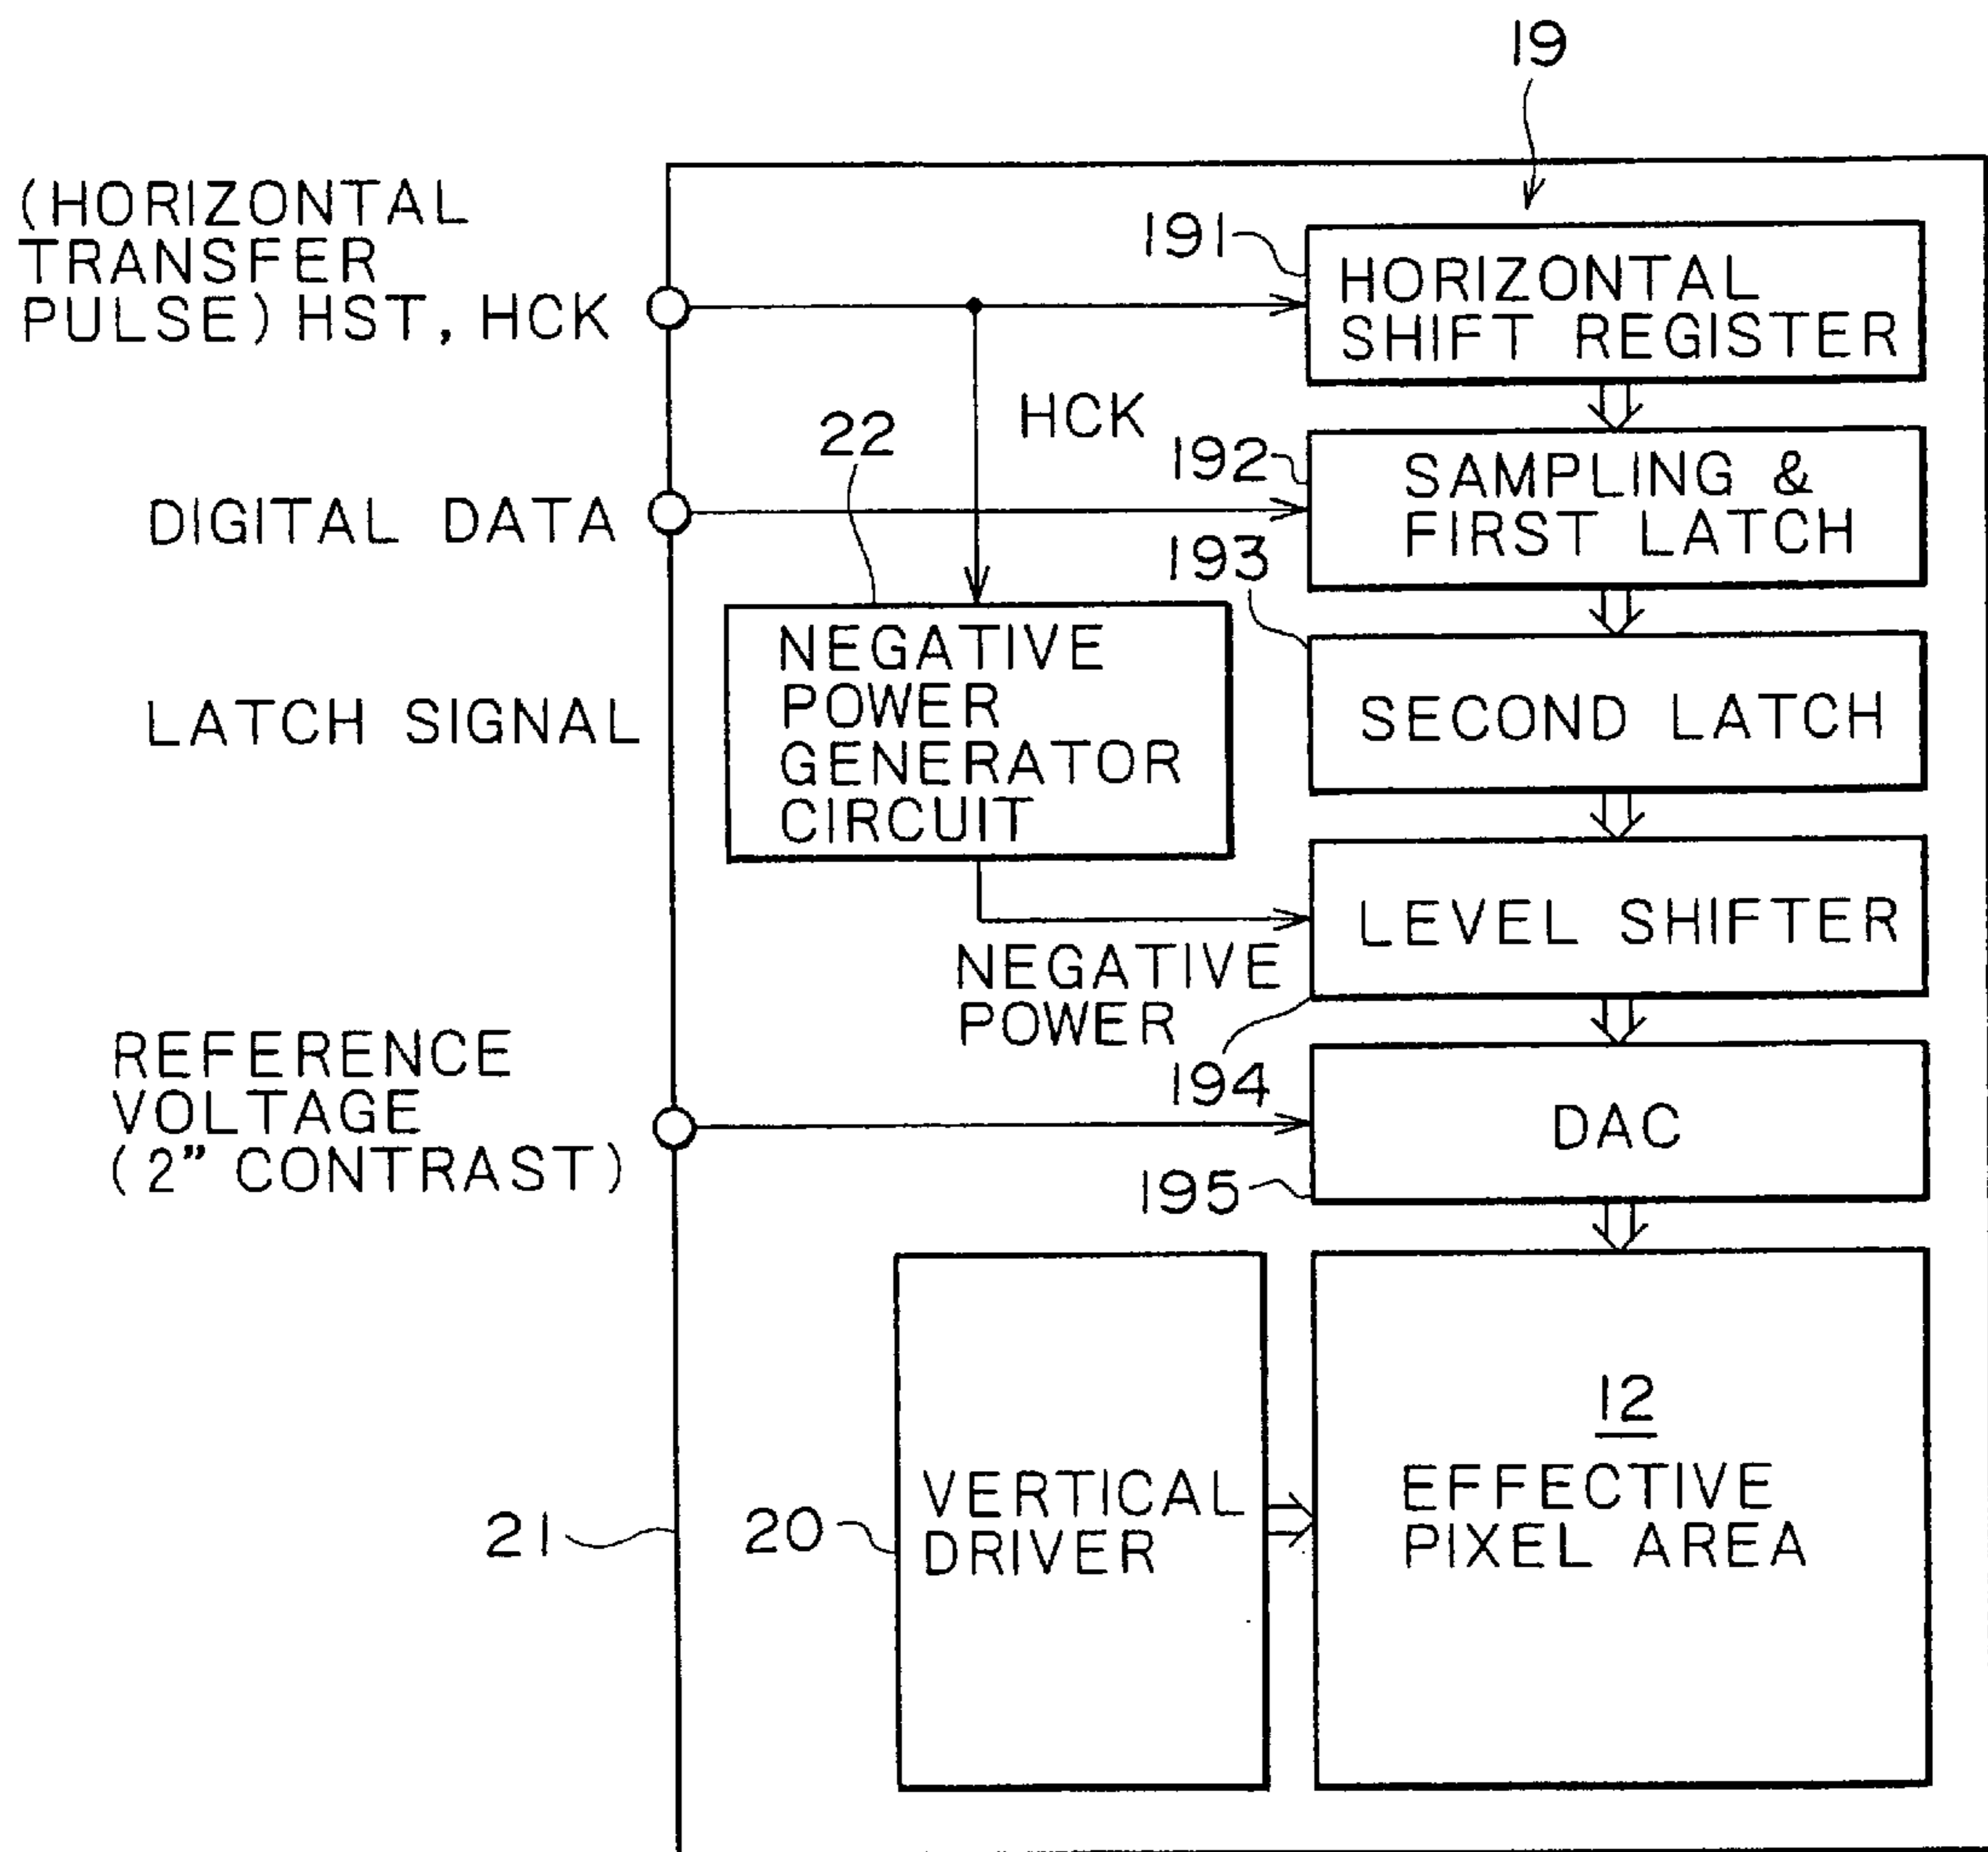 19
(HORIZONTAL
TRANSFER
PULSE) HST, HCK
191
HORIZONTAL
SHIFT REGISTER
HCK
22
192
SAMPLING &
FIRST LATCH
DIGITAL DATA
193
NEGATIVE
POWER
GENERATOR
CIRCUIT
LATCH SIGNAL
SECOND LATCH
LEVEL SHIFTER
NEGATIVE
POWER
194
REFERENCE
VOLTAGE
(2” CONTRAST)
DAC
195
12
EFFECTIVE
PIXEL AREA
VERTICAL
DRIVER
20
21